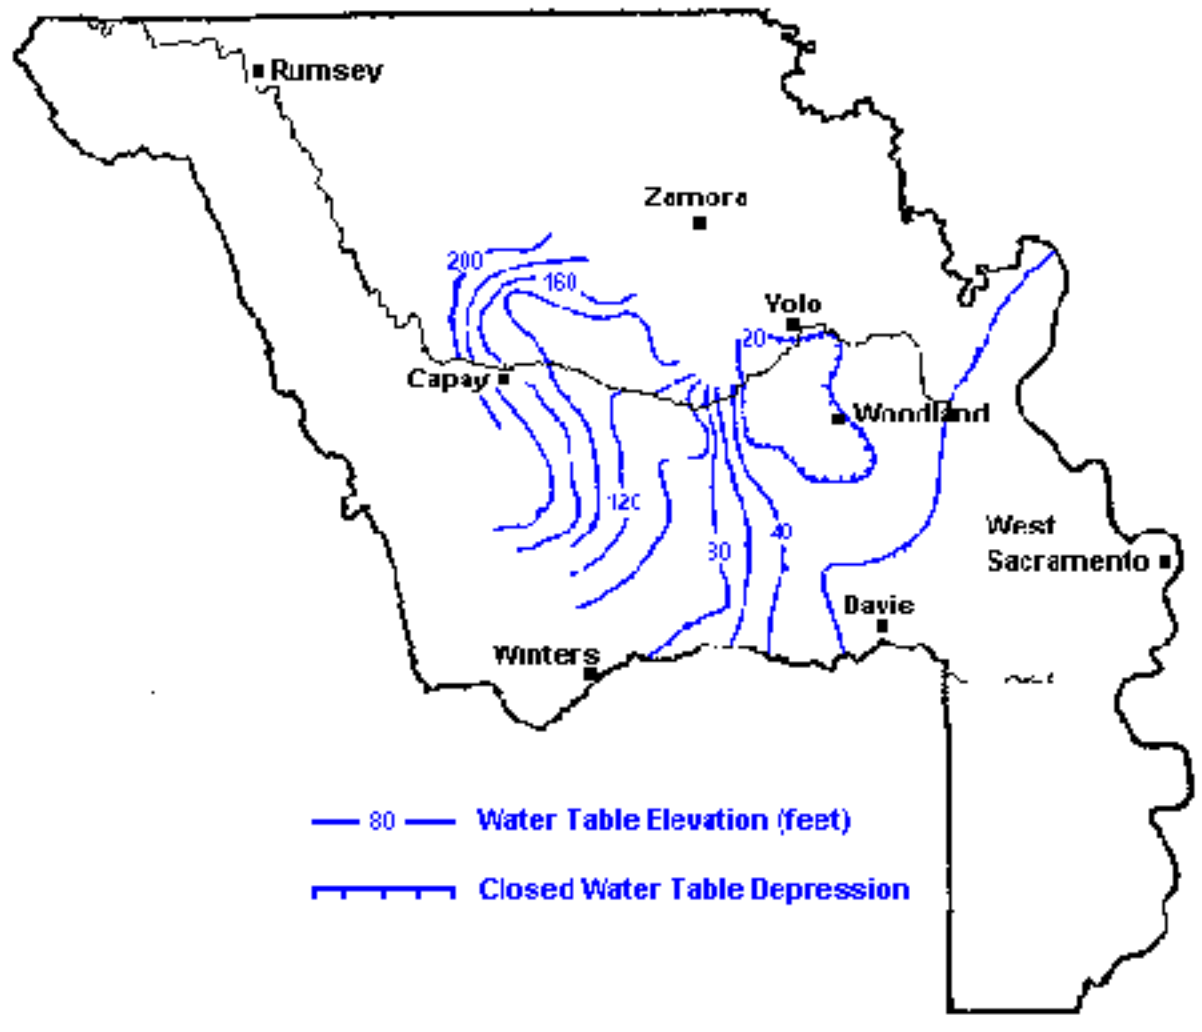 Rumsey
Zamora
200
160
Yolo
20
Capay
Woodland
120
40
80
West
Sacramento
Davis
Winters
80 Water Table Elevation (feet)
Closed Water Table Depression